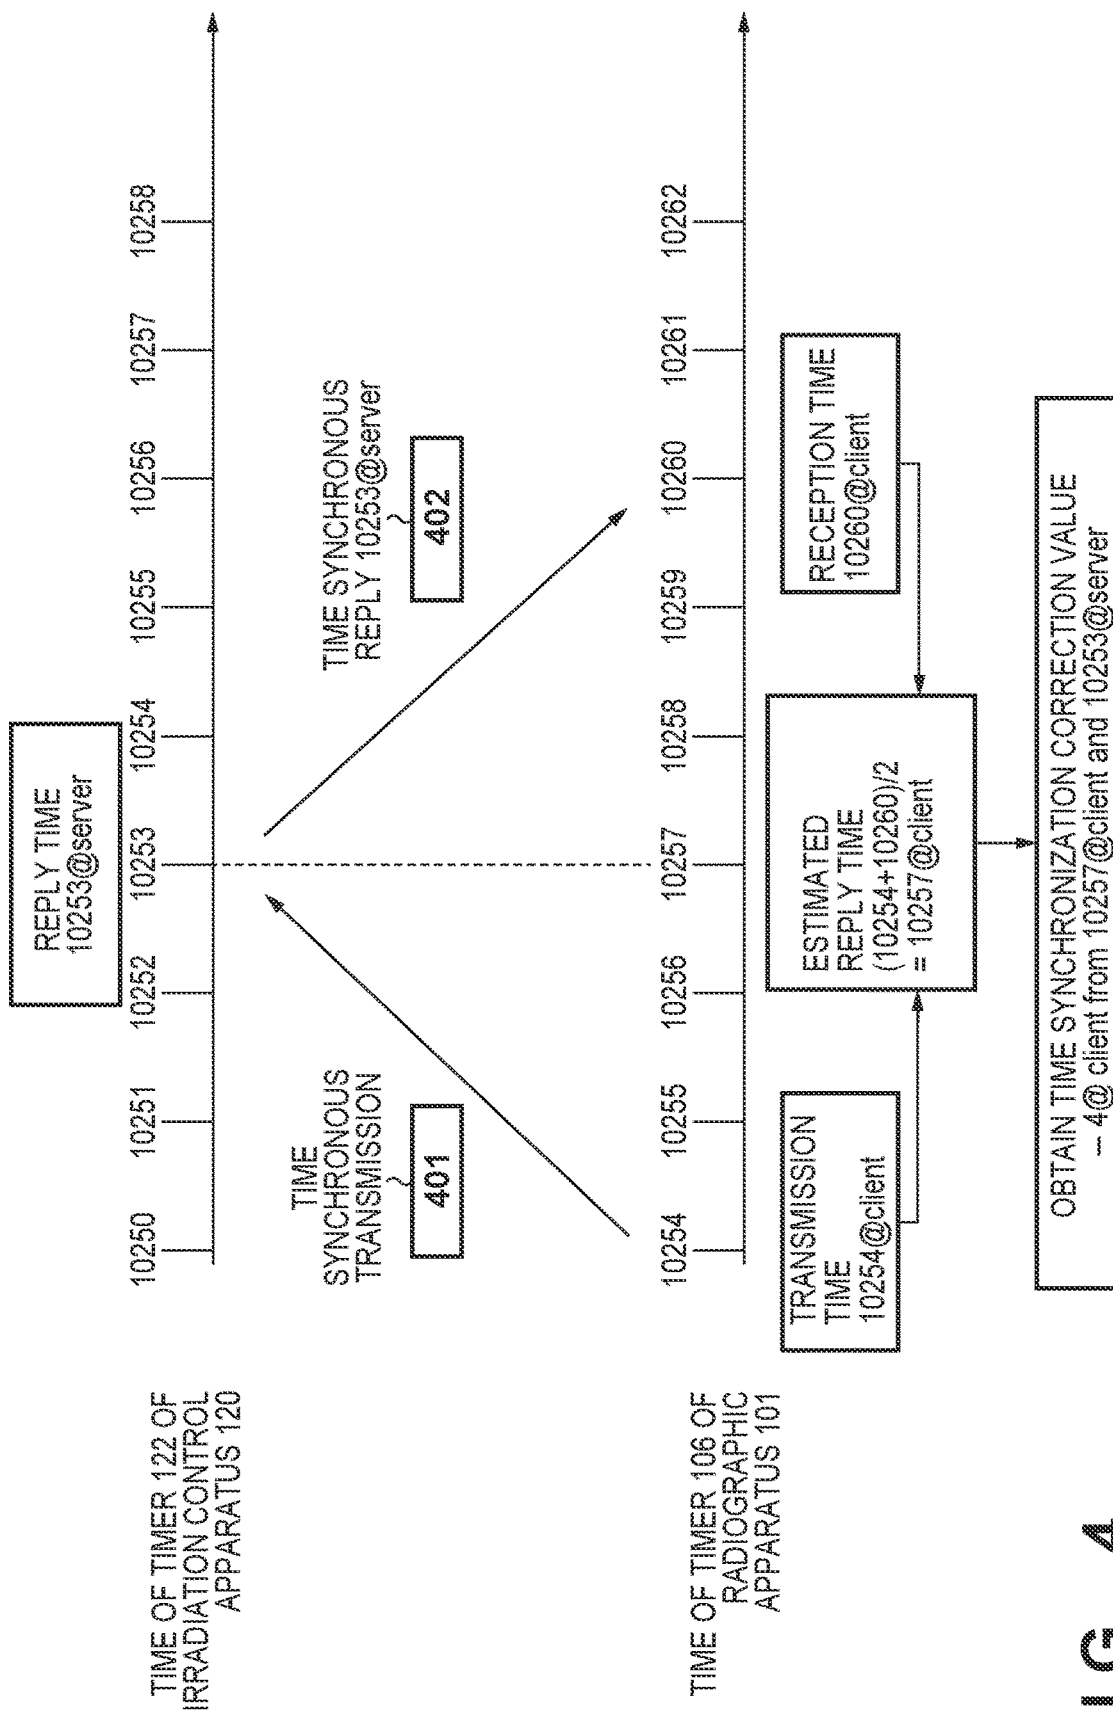 REPLY TIME
10253@server
TIME OF TIMER 122 OF
IRRADIATION CONTROL
APPARATUS 120
10250
10251
10252
10253
10254
10255
10256
10257
10258
TIME
SYNCHRONOUS
TRANSMISSION
401
TIME SYNCHRONOUS
REPLY 10253@server
402
TIME OF TIMER 106 OF
RADIOGRAPHIC
APPARATUS 101
10254
10255
10256
10257
10258
10259
10260
10261
10262
TRANSMISSION
TIME
10254@client
ESTIMATED
REPLY TIME
(10254+10260)/2
= 10257@client
RECEPTION TIME
10260@client
OBTAIN TIME SYNCHRONIZATION CORRECTION VALUE
– 4@ client from 10257@client and 10253@server